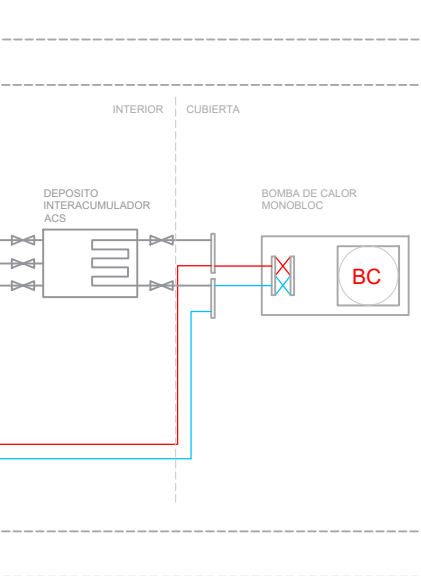 INTERIOR
CUBIERTA
DEPOSITO
INTERACUMULADOR
ACS
BOMBA DE CALOR
MONOBLOC
BC